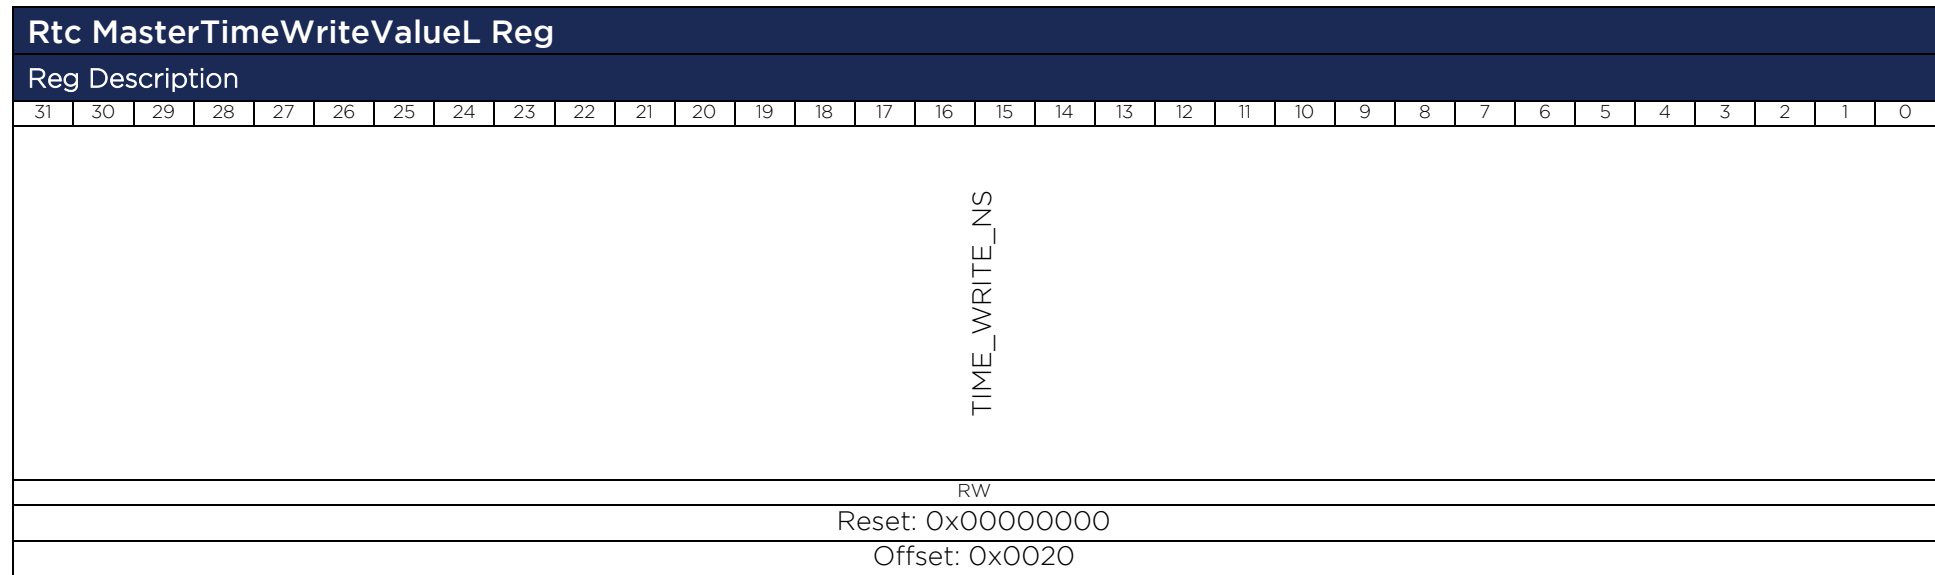 Rtc MasterTimeWriteValueL Reg
Reg Description
31 30 29 28 27 26 25 24 23 22 21 20 19 18 17 16 15 14 13 12 11 10 9 8 7 6 5 4 3 2 1 0
TIME_WRITE_NS
RW
Reset: 0x00000000
Offset: 0x0020